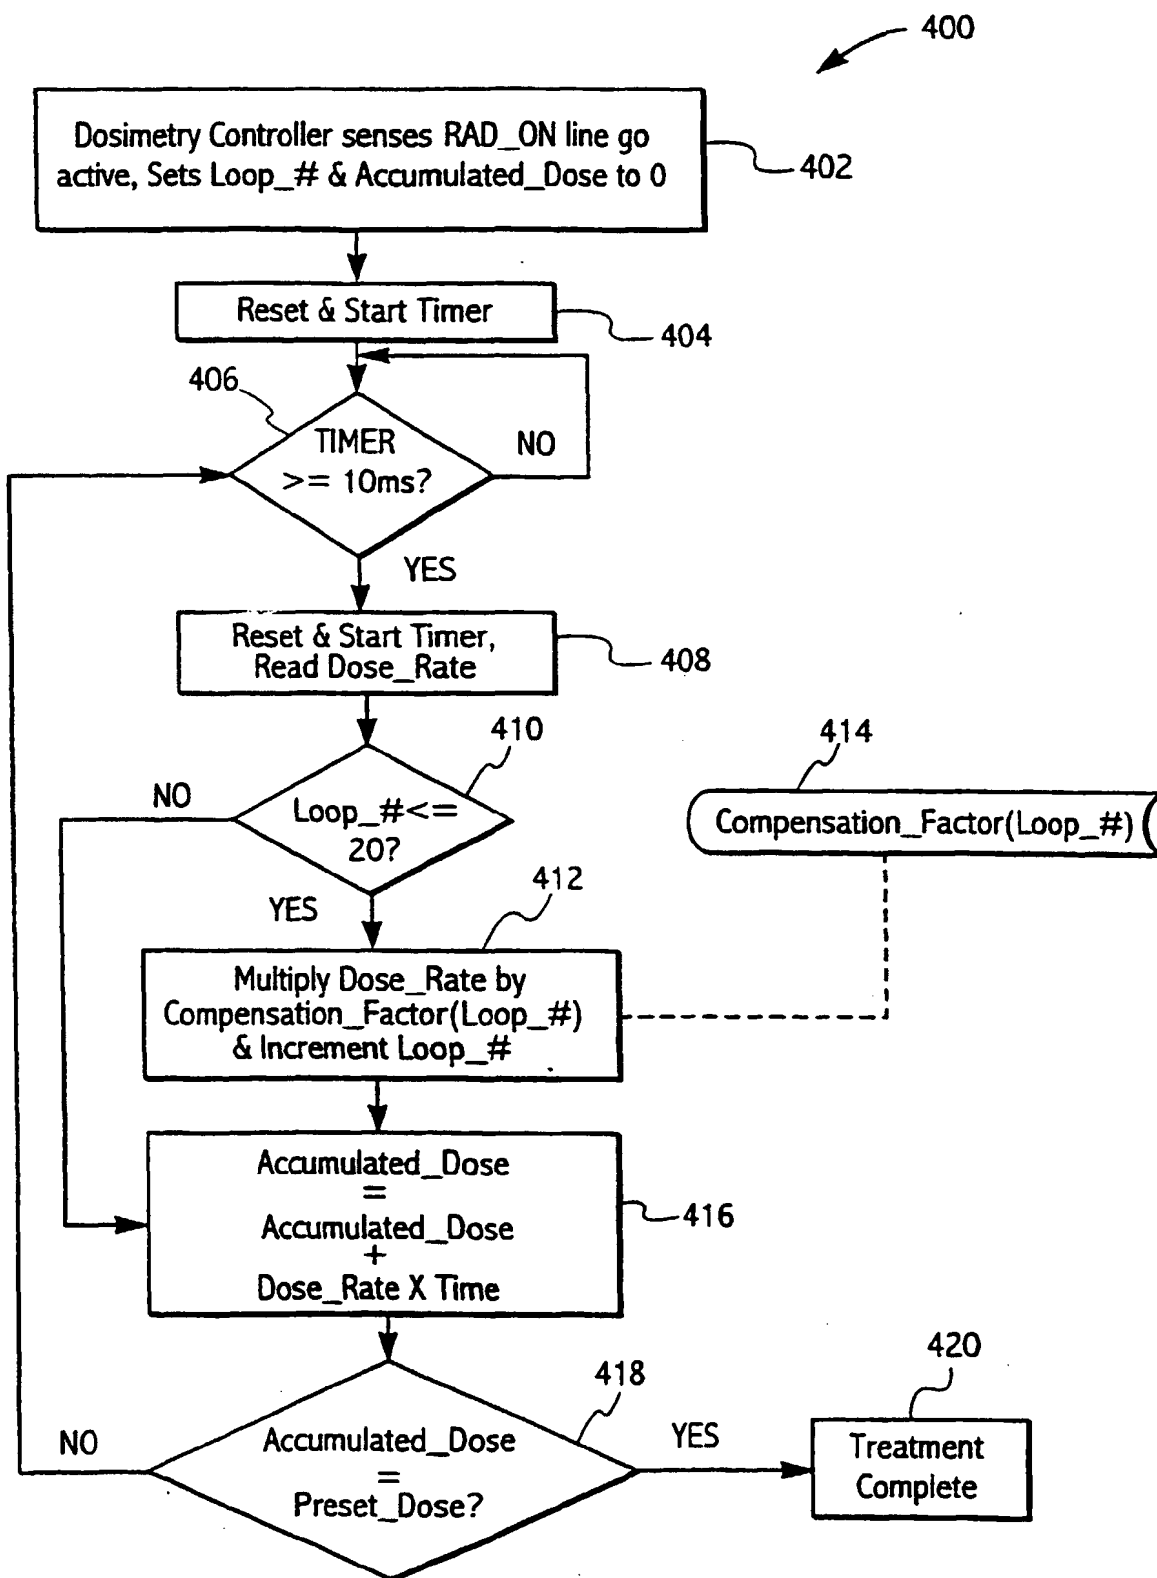 400
Dosimetry Controller senses RAD_ON line go
active, Sets Loop_# & Accumulated_Dose to 0
402
Reset & Start Timer
404
406
TIMER
>= 10ms?
NO
YES
Reset & Start Timer,
Read Dose_Rate
408
410
NO
Loop_#<=
20?
414
Compensation_Factor(Loop_#)
YES
412
Multiply Dose_Rate by
Compensation_Factor(Loop_#)
& Increment Loop_#
Accumulated_Dose
=
Accumulated_Dose
+
Dose_Rate X Time
416
418
NO
Accumulated_Dose
=
Preset_Dose?
YES
420
Treatment
Complete